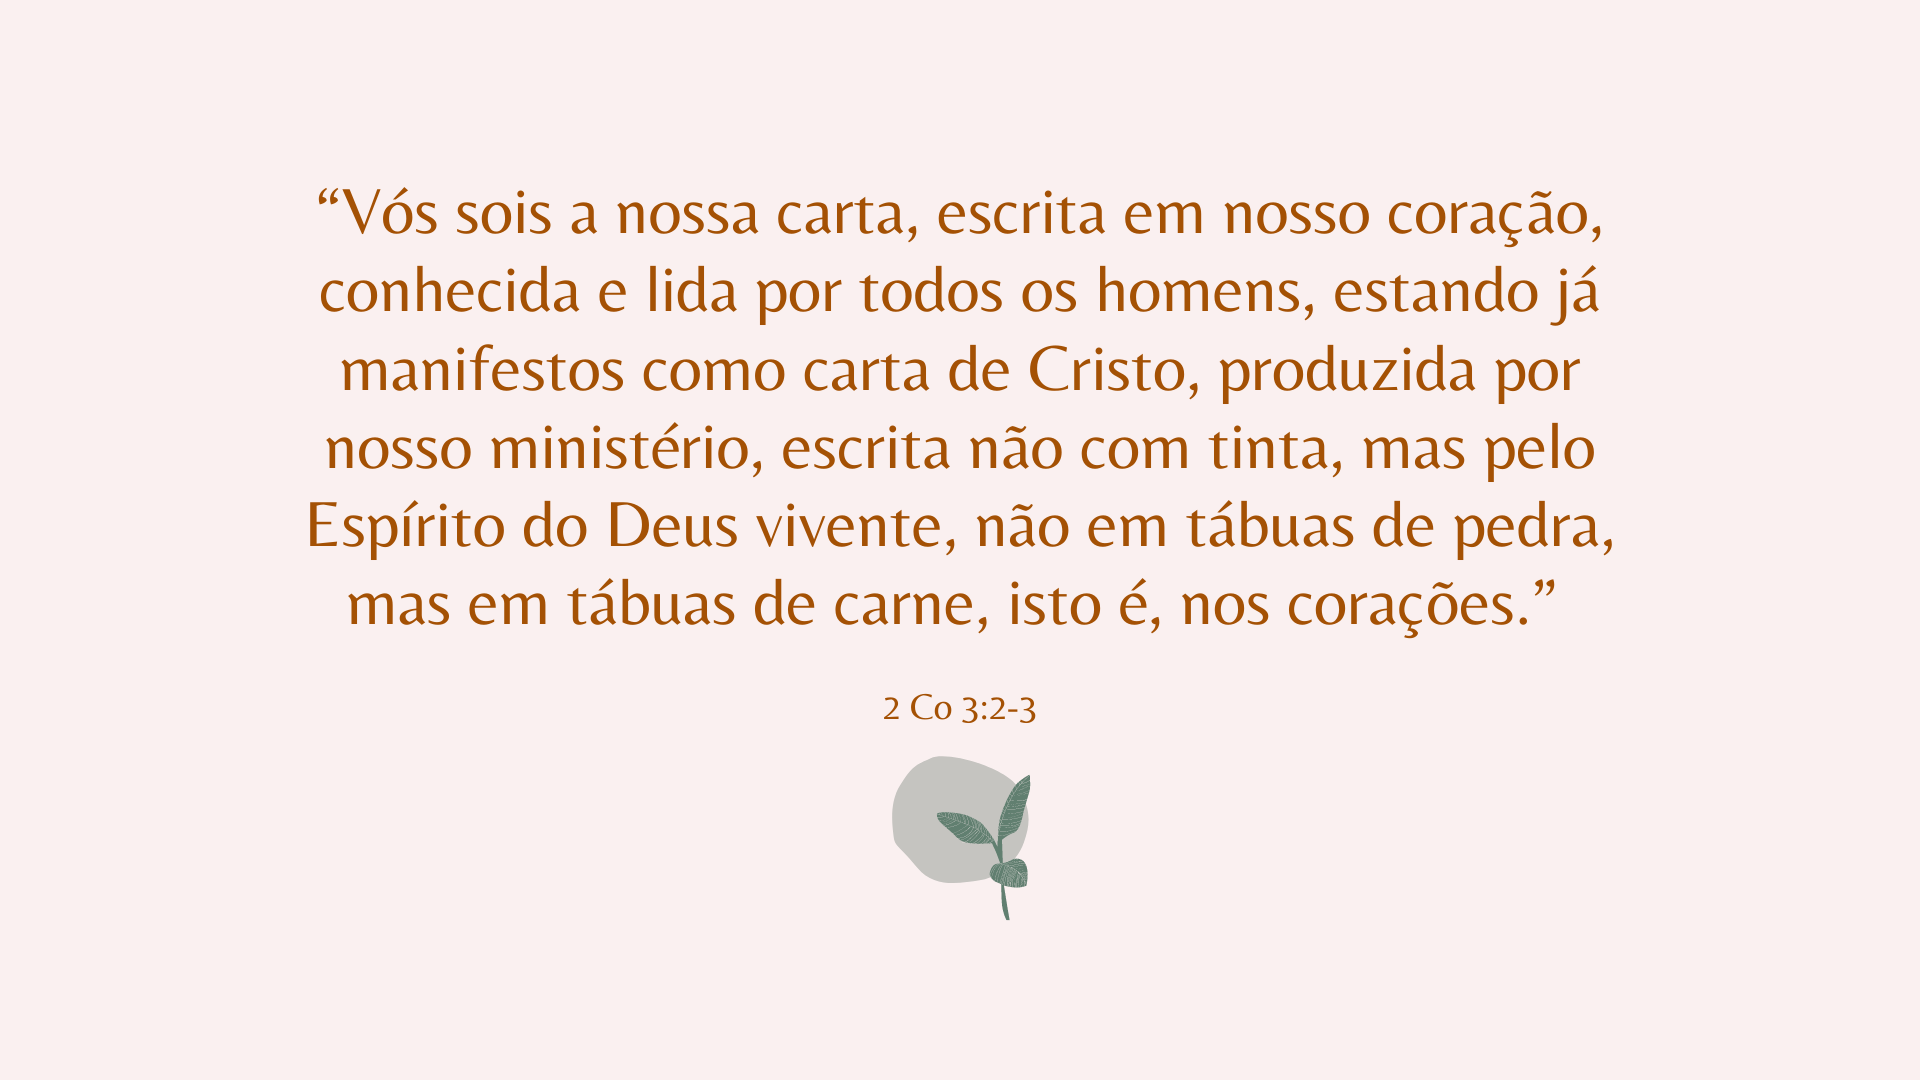 “Vós sois a nossa carta, escrita em nosso coração,
conhecida e lida por todos os homens, estando já
manifestos como carta de Cristo, produzida por
nosso ministério, escrita não com tinta, mas pelo
Espírito do Deus vivente, não em tábuas de pedra,
mas em tábuas de carne, isto é, nos corações.”
2 Co 3:2-3